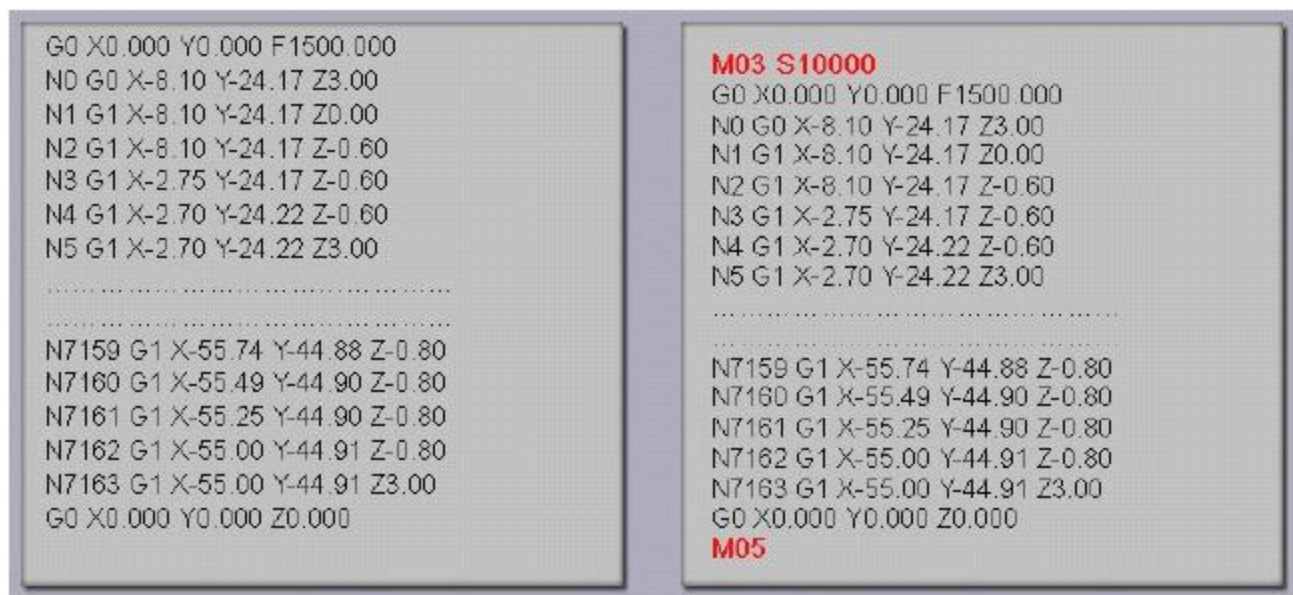 G0 X0.000 Y0.000 F1500.000
N0 G0 X-8.10 Y-24.17 Z3.00
N1 G1 X-8.10 Y-24.17 Z0.00
N2 G1 X-8.10 Y-24.17 Z-0.60
N3 G1 X-2.75 Y-24.17 Z-0.60
N4 G1 X-2.70 Y-24.22 Z-0.60
N5 G1 X-2.70 Y-24.22 Z3.00
..........................................
..........................................
N7159 G1 X-55.74 Y-44.88 Z-0.80
N7160 G1 X-55.49 Y-44.90 Z-0.80
N7161 G1 X-55.25 Y-44.90 Z-0.80
N7162 G1 X-55.00 Y-44.91 Z-0.80
N7163 G1 X-55.00 Y-44.91 Z3.00
G0 X0.000 Y0.000 Z0.000
M03 S10000
G0 X0.000 Y0.000 F1500.000
N0 G0 X-8.10 Y-24.17 Z3.00
N1 G1 X-8.10 Y-24.17 Z0.00
N2 G1 X-8.10 Y-24.17 Z-0.60
N3 G1 X-2.75 Y-24.17 Z-0.60
N4 G1 X-2.70 Y-24.22 Z-0.60
N5 G1 X-2.70 Y-24.22 Z3.00
..........................................
..........................................
N7159 G1 X-55.74 Y-44.88 Z-0.80
N7160 G1 X-55.49 Y-44.90 Z-0.80
N7161 G1 X-55.25 Y-44.90 Z-0.80
N7162 G1 X-55.00 Y-44.91 Z-0.80
N7163 G1 X-55.00 Y-44.91 Z3.00
G0 X0.000 Y0.000 Z0.000
M05